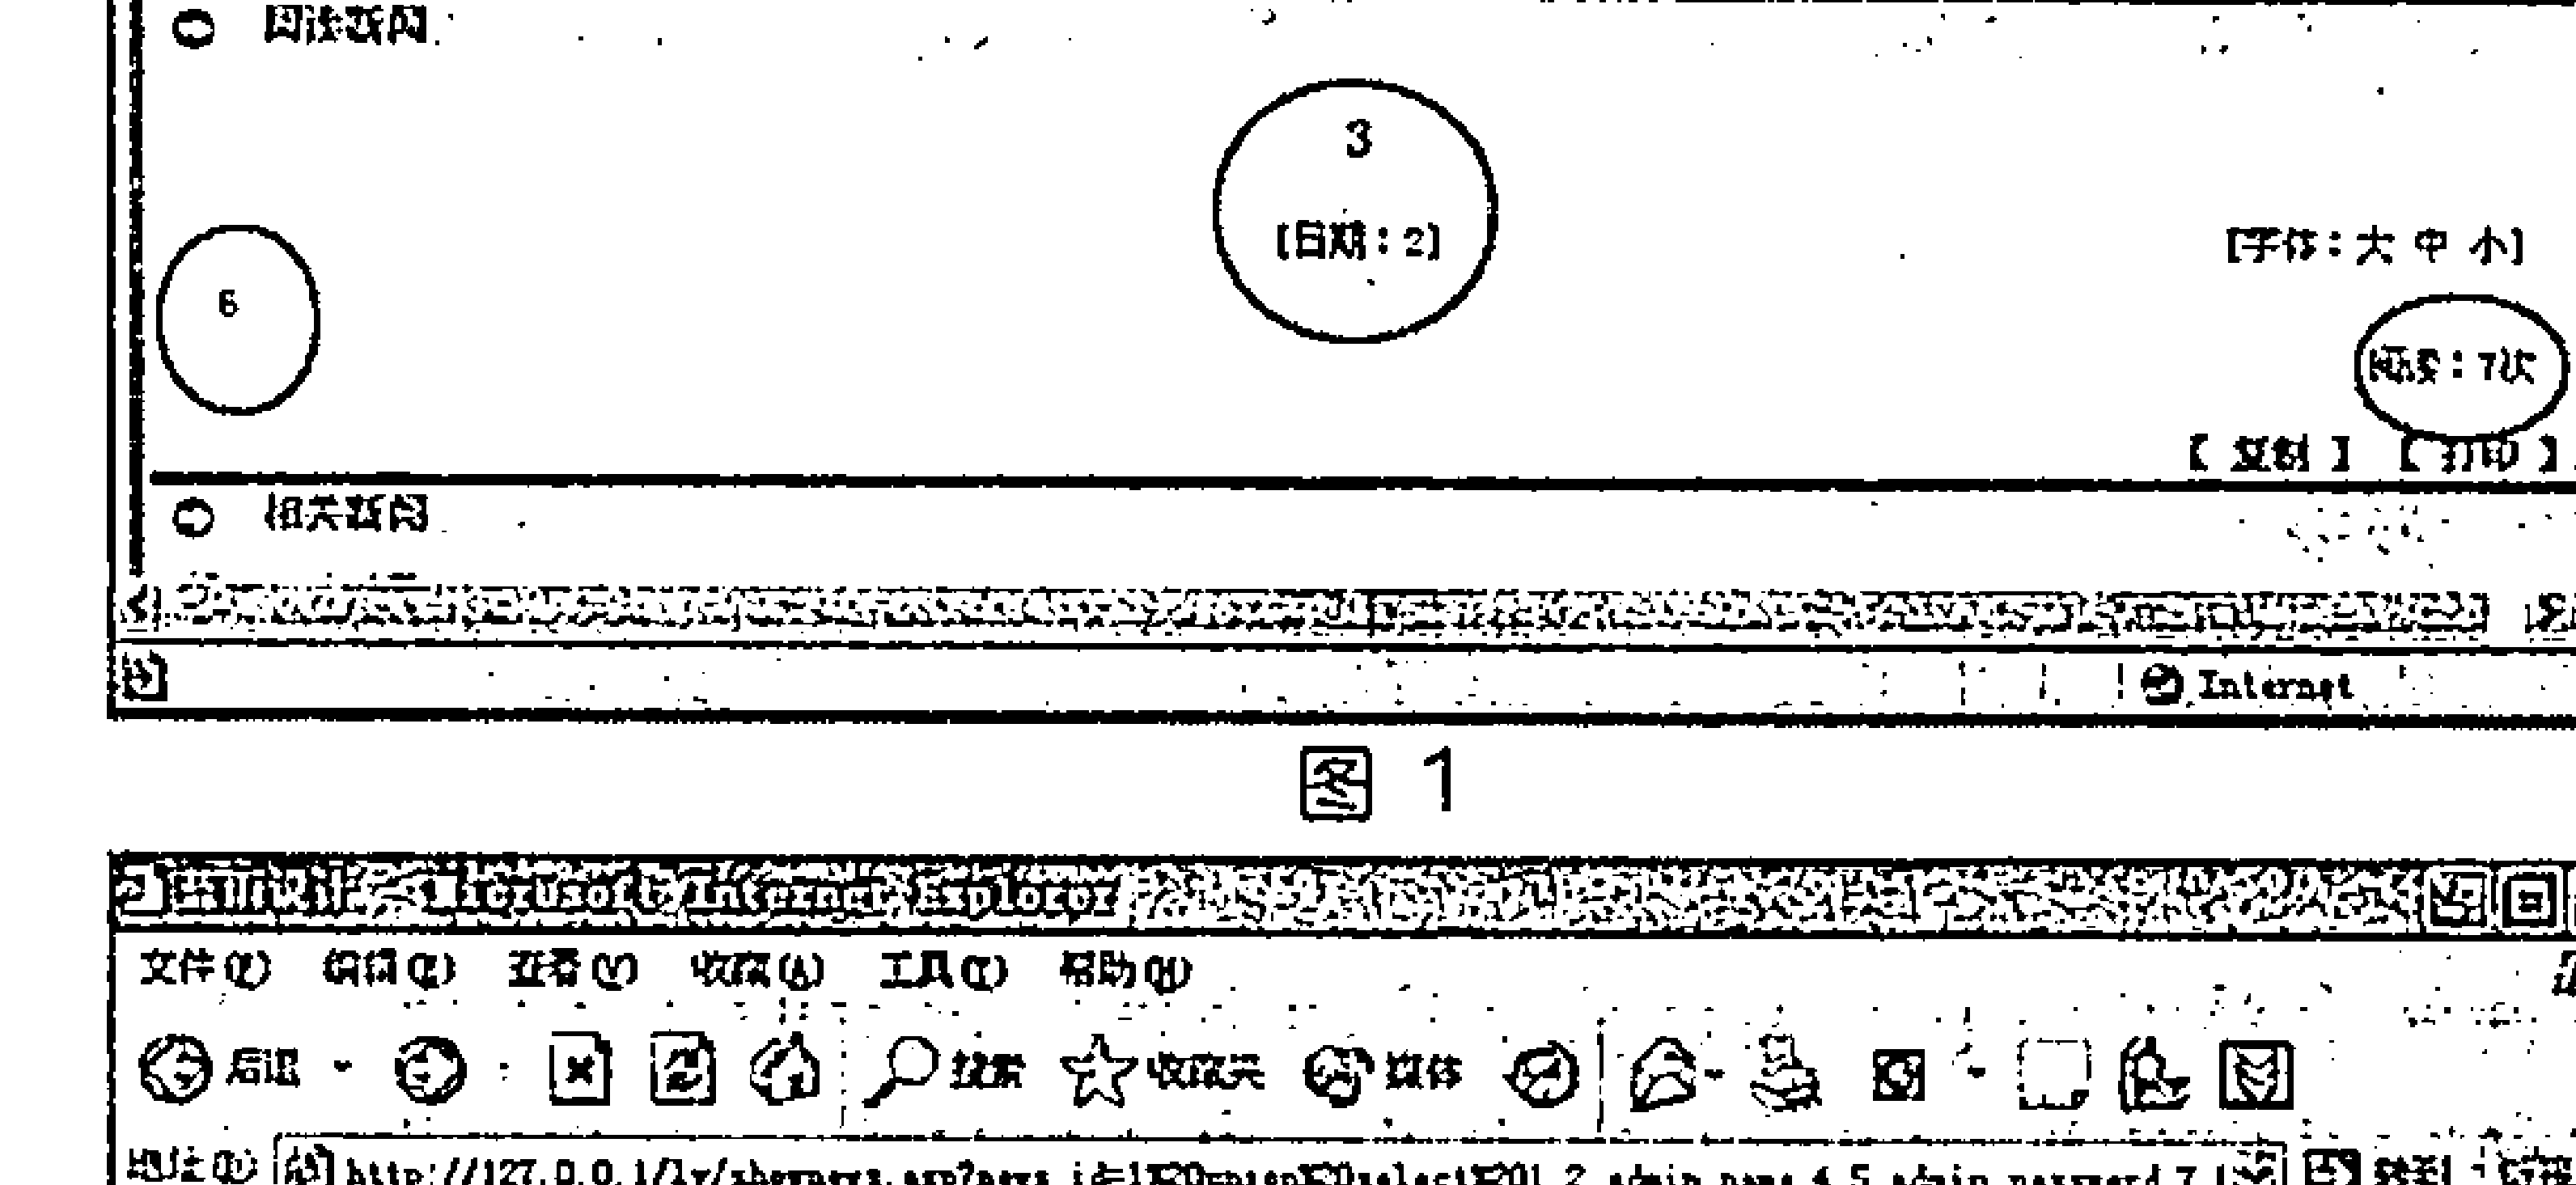 阅读新闻
3
[日期：2]
[字体：大 中 小]
6
阅读：7次
【 复制 】 【 打印 】
相关新闻
Internet
图 1
Microsoft Internet Explorer
文件(F) 编辑(E) 查看(V) 收藏(A) 工具(T) 帮助(H)
后退 搜索 收藏夹 媒体
地址(D) http://127.0.0.1/ 转到 链接